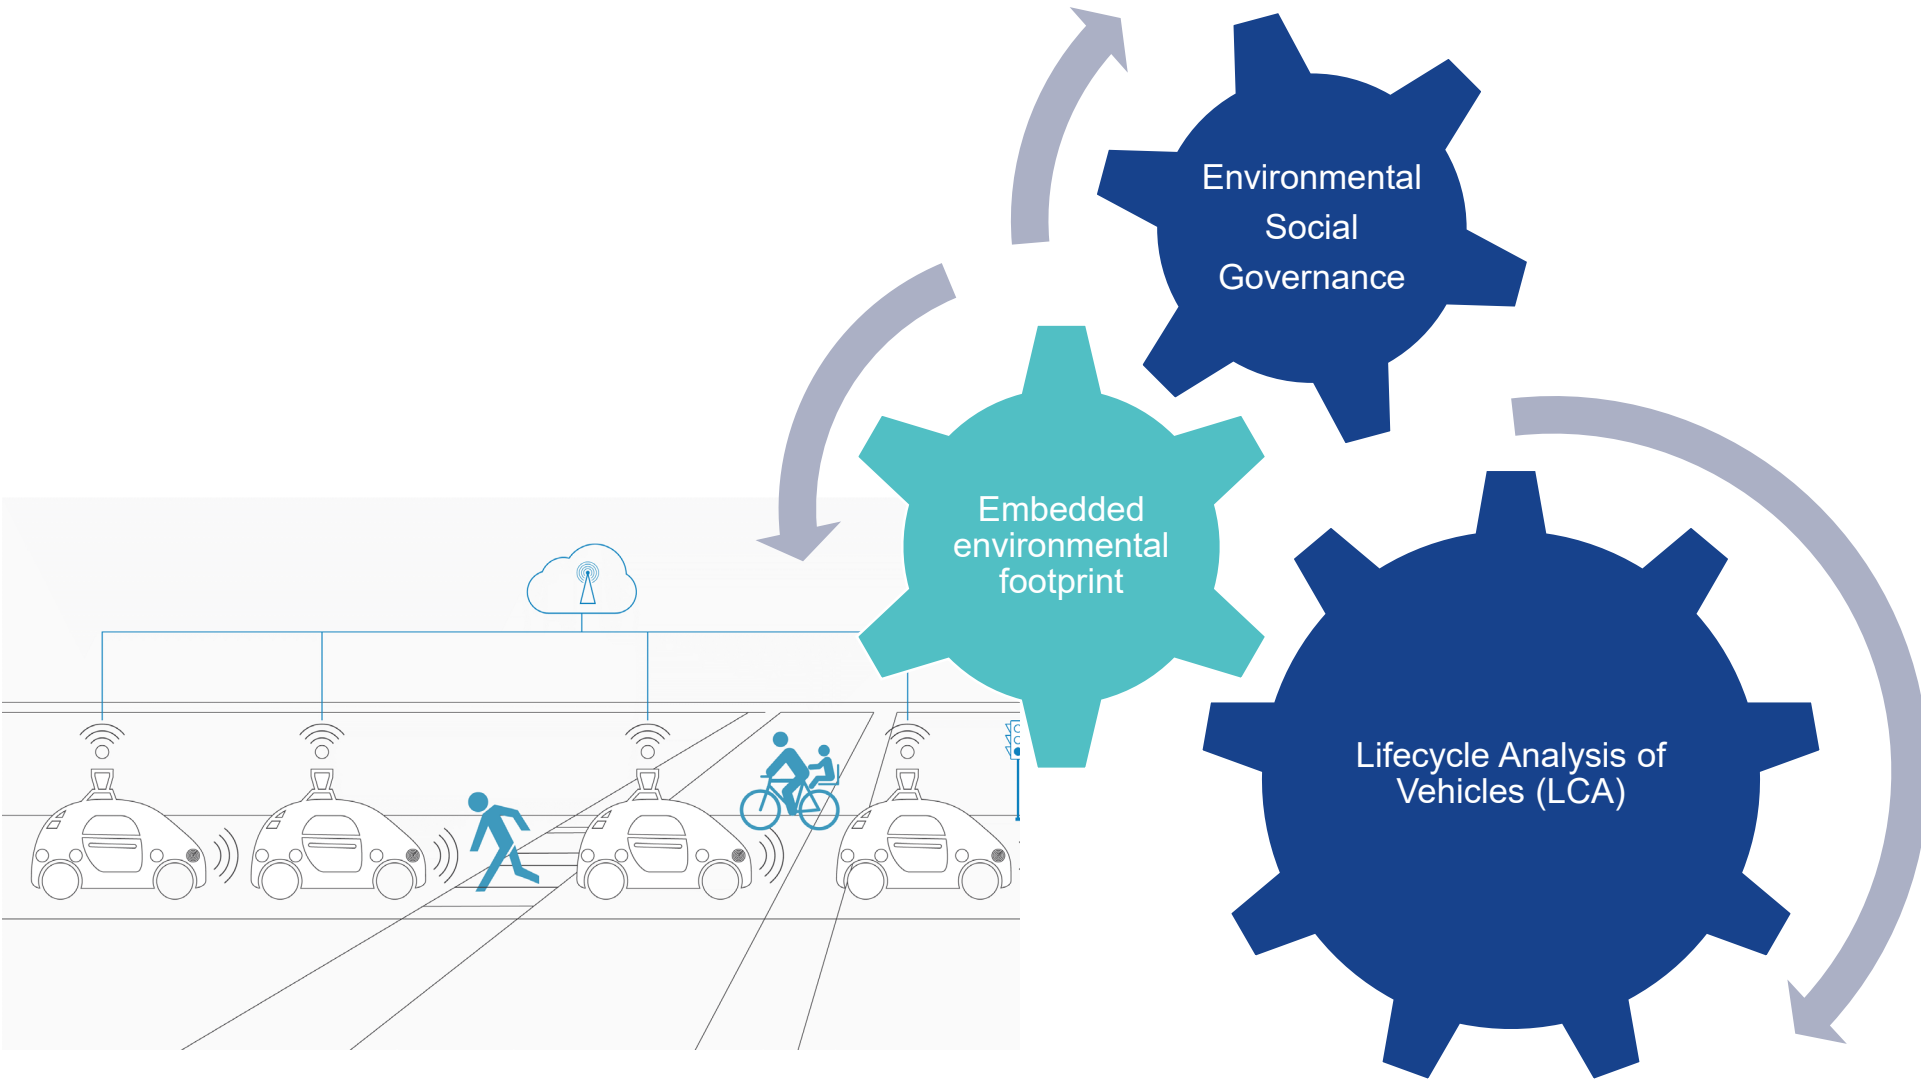 Environmental
Social
Governance
Embedded
environmental
footprint
Lifecycle Analysis of
Vehicles (LCA)